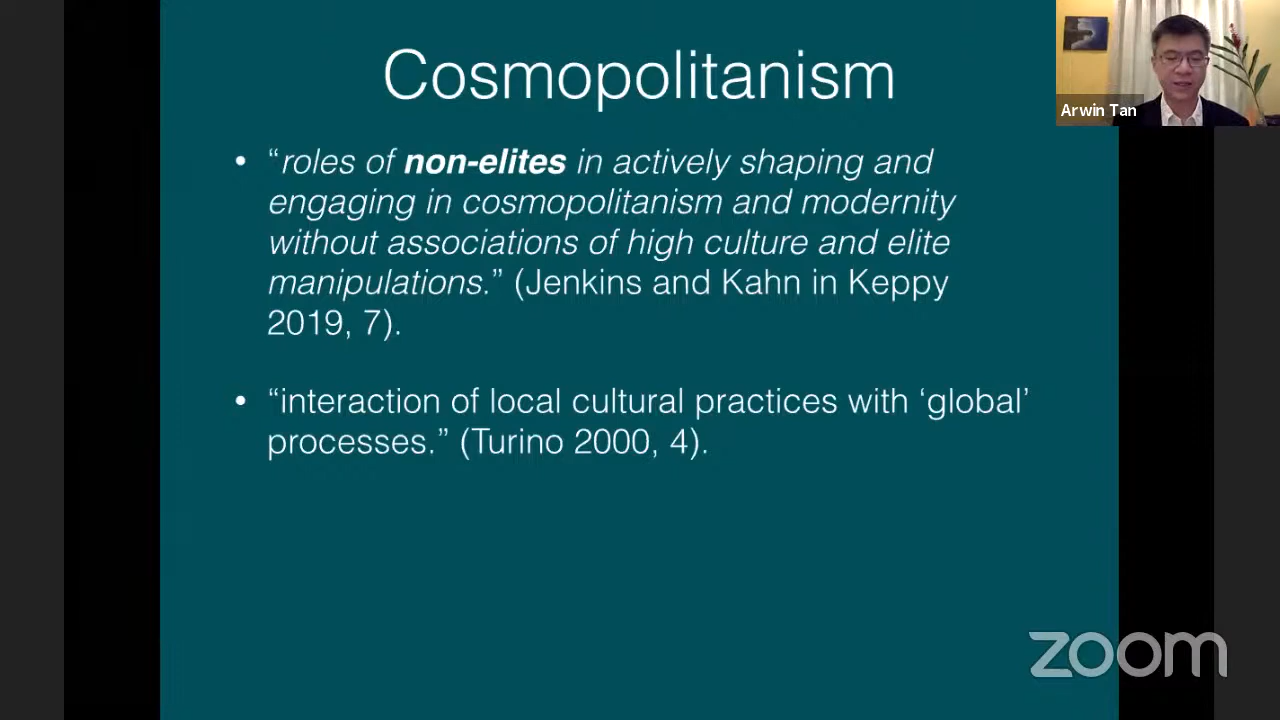 Cosmopolitanism
Arwin Tan
• “roles of non-elites in actively shaping and
engaging in cosmopolitanism and modernity
without associations of high culture and elite
manipulations.” (Jenkins and Kahn in Keppy
2019, 7).
• “interaction of local cultural practices with ‘global’
processes.” (Turino 2000, 4).
zoom